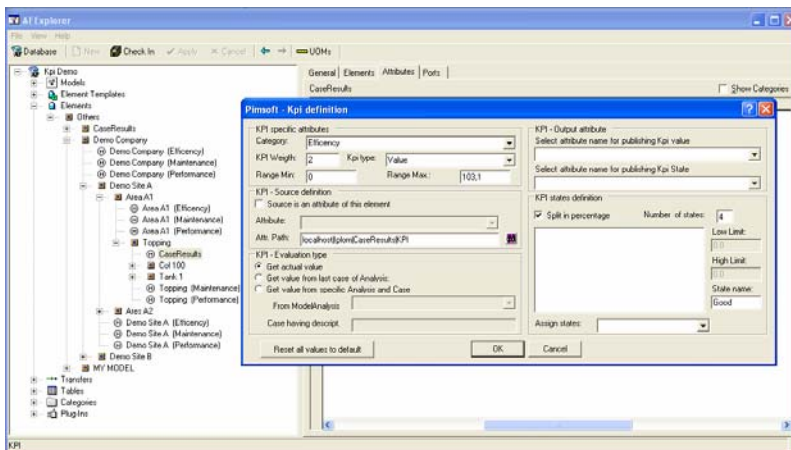 AF Explorer
File View Help
Database New Check In Apply Cancel UOMs
Kpi Demo
Models
Element Templates
Elements
Others
CaseResults
Demo Company
Demo Company (Efficency)
Demo Company (Maintenance)
Demo Company (Performance)
Demo Site A
Area A1
Area A1 (Efficency)
Area A1 (Maintenance)
Area A1 (Performance)
Topping
CaseResults
Col 100
Tank 1
Topping (Maintenance)
Topping (Performance)
Ares A2
Demo Site A (Efficency)
Demo Site A (Maintenance)
Demo Site A (Performance)
Demo Site B
MY MODEL
Transfers
Tables
Categories
Plug-Ins
KPI
General Elements Attributes Ports
CaseResults Show Categories
Pimsoft - Kpi definition
KPI specific attributes
Category: Efficency
KPI Weigth: 2 Kpi type: Value
Range Min: 0 Range Max.: 103,1
KPI - Source definition
Source is an attribute of this element
Attribute:
Attr. Path:
KPI - Evaluation type
Get actual value
Get value from last case of Analysis:
Get value from specific Analysis and Case
From ModelAnalysis
Case having descript.
Reset all values to default OK Cancel
KPI - Output attribute
Select attribute name for publishing Kpi value
Select attribute name for publishing Kpi State
KPI states definition
Split in percentage Number of states: 4
Low Limit:
0.0
High Limit:
0.0
State name:
Good
Assign states: